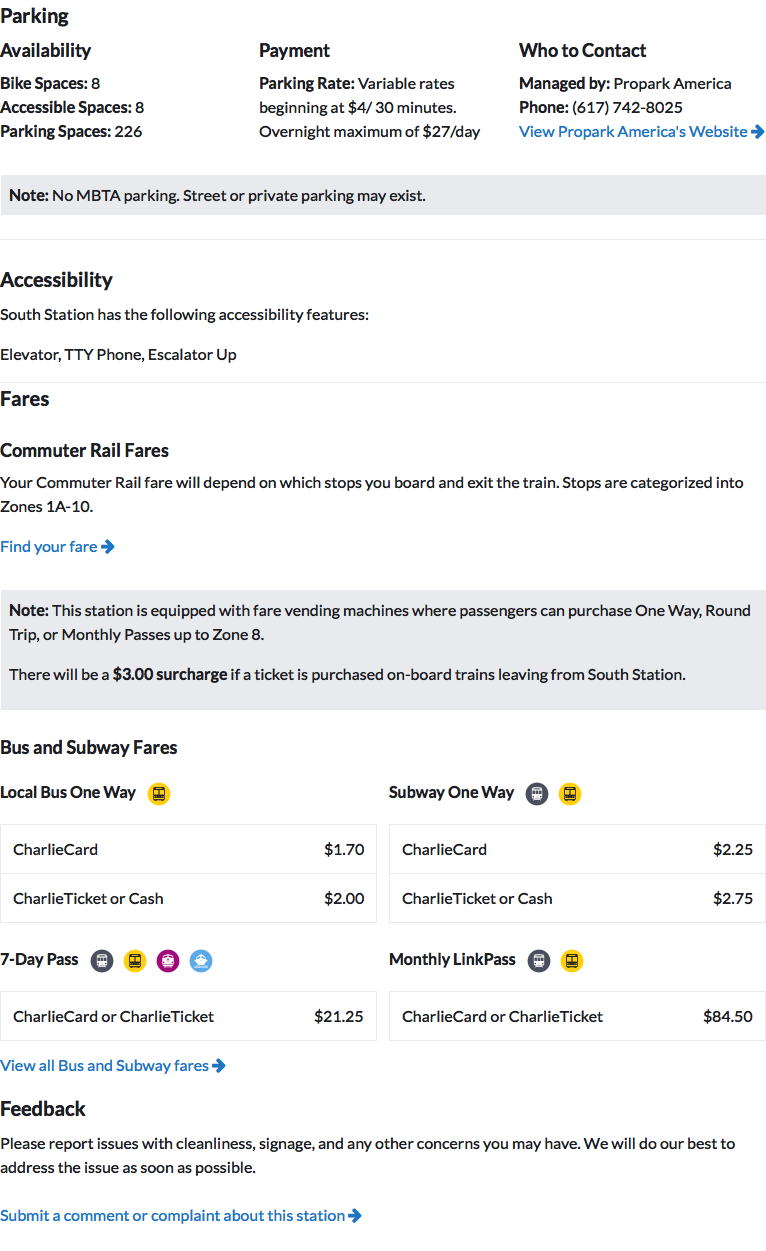 Parking
Availability
Bike Spaces: 8
Accessible Spaces: 8
Parking Spaces: 226
Payment
Parking Rate: Variable rates
beginning at $4/ 30 minutes.
Overnight maximum of $27/day
Who to Contact
Managed by: Propark America
Phone: (617) 742-8025
View Propark America's Website
Note: No MBTA parking. Street or private parking may exist.
Accessibility
South Station has the following accessibility features:
Elevator, TTY Phone, Escalator Up
Fares
Commuter Rail Fares
Your Commuter Rail fare will depend on which stops you board and exit the train. Stops are categorized into
Zones 1A-10.
Find your fare
Note: This station is equipped with fare vending machines where passengers can purchase One Way, Round
Trip, or Monthly Passes up to Zone 8.
There will be a $3.00 surcharge if a ticket is purchased on-board trains leaving from South Station.
Bus and Subway Fares
Local Bus One Way
CharlieCard $1.70
CharlieTicket or Cash $2.00
Subway One Way
CharlieCard $2.25
CharlieTicket or Cash $2.75
7-Day Pass
CharlieCard or CharlieTicket $21.25
Monthly LinkPass
CharlieCard or CharlieTicket $84.50
View all Bus and Subway fares
Feedback
Please report issues with cleanliness, signage, and any other concerns you may have. We will do our best to
address the issue as soon as possible.
Submit a comment or complaint about this station